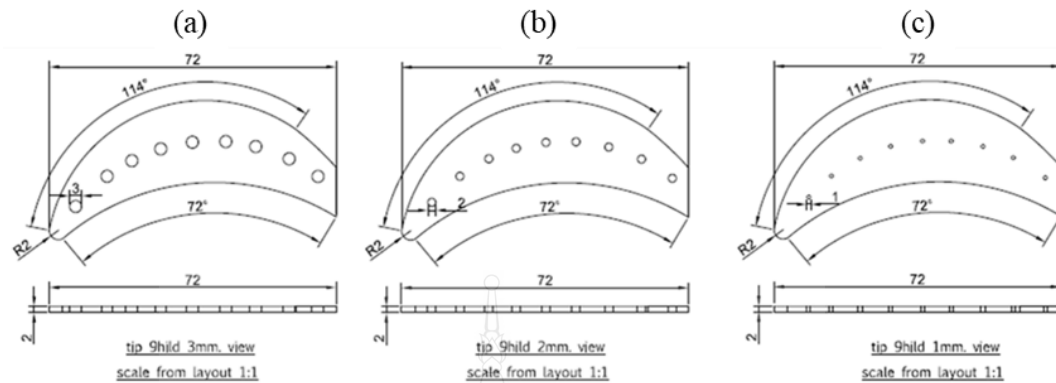 (a) (b) (c)
72 72 72
114° 114° 114°
3 2 1
72° 72° 72°
R2 R2 R2
72 72 72
2 2 2
tip 9hild 3mm. view tip 9hild 2mm. view tip 9hild 1mm. view
scale from layout 1:1 scale from layout 1:1 scale from layout 1:1